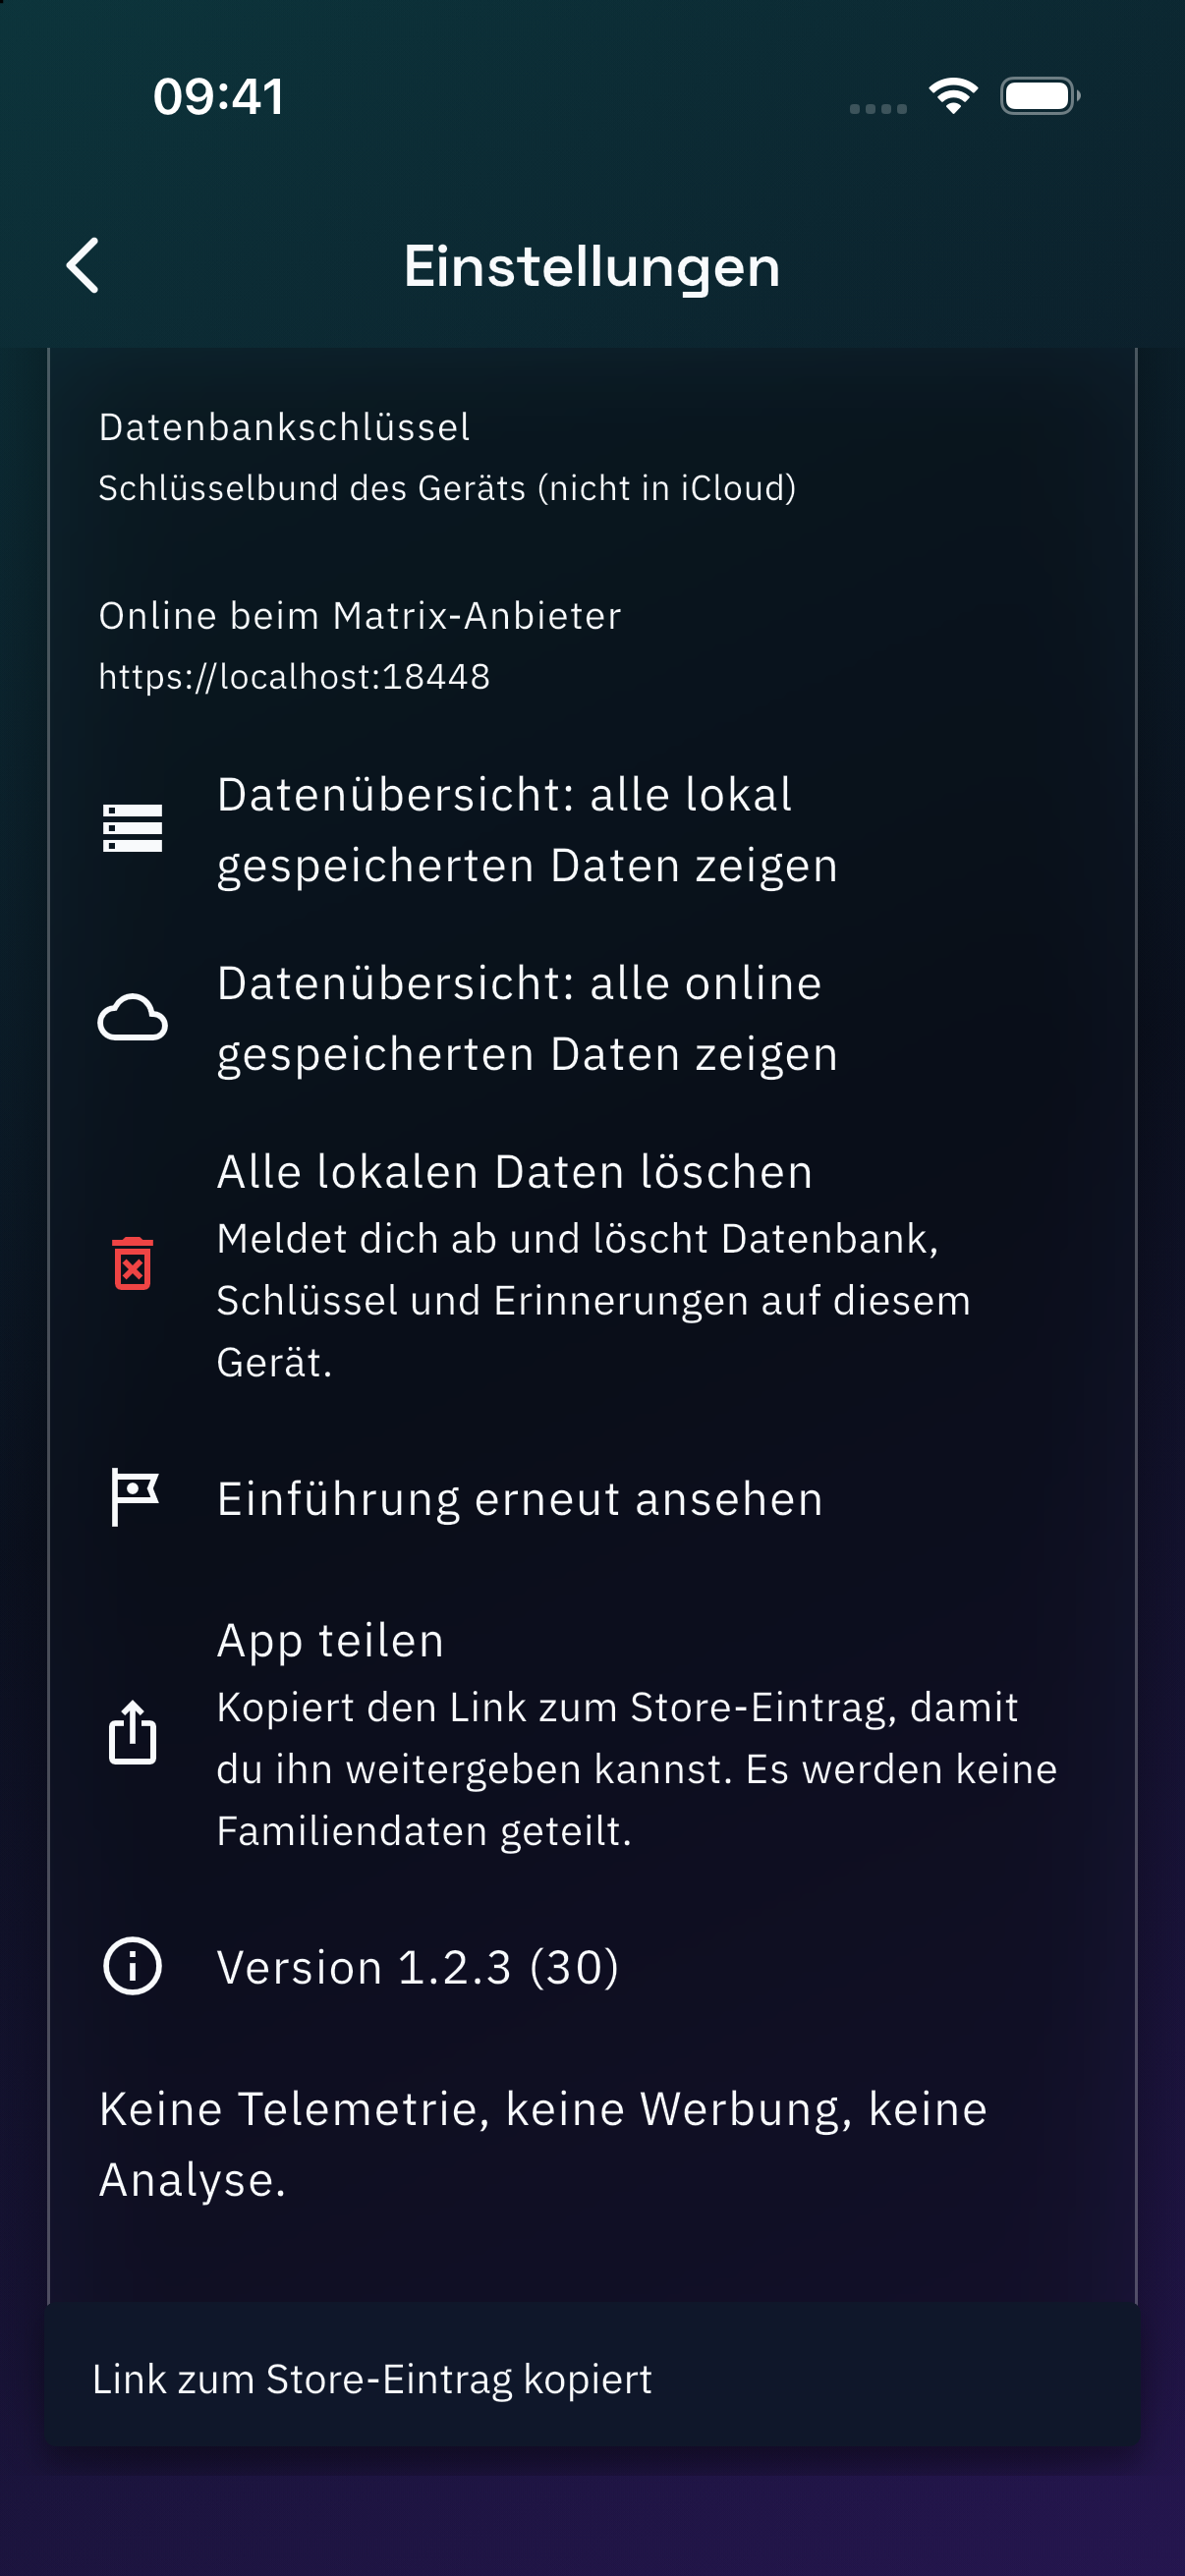 09:41
Einstellungen
Datenbankschlüssel
Schlüsselbund des Geräts (nicht in iCloud)
Online beim Matrix-Anbieter
https://localhost:18448
Datenübersicht: alle lokal
gespeicherten Daten zeigen
Datenübersicht: alle online
gespeicherten Daten zeigen
Alle lokalen Daten löschen
Meldet dich ab und löscht Datenbank,
Schlüssel und Erinnerungen auf diesem
Gerät.
Einführung erneut ansehen
App teilen
Kopiert den Link zum Store-Eintrag, damit
du ihn weitergeben kannst. Es werden keine
Familiendaten geteilt.
Version 1.2.3 (30)
Keine Telemetrie, keine Werbung, keine
Analyse.
Link zum Store-Eintrag kopiert